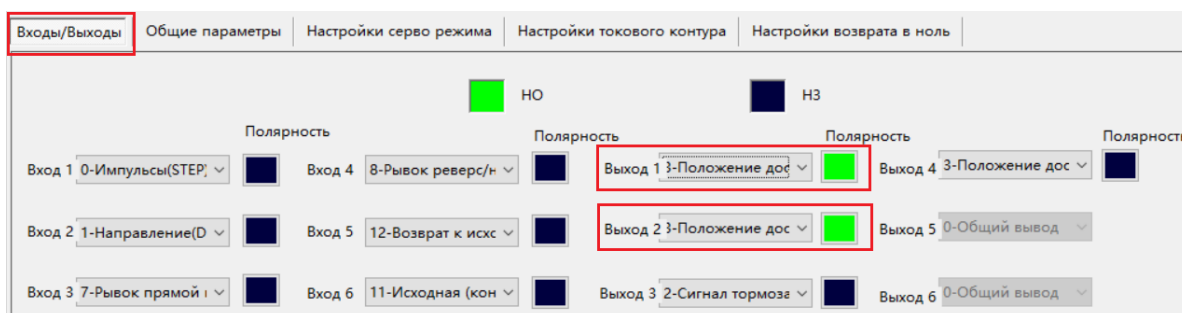 Входы/Выходы Общие параметры Настройки серво режима Настройки токового контура Настройки возврата в ноль
НО НЗ
Полярность Полярность Полярность Полярность
Вход 1 0-Импульсы(STEP) Вход 4 8-Рывок реверс/н Выход 1 3-Положение дос Выход 4 3-Положение дос
Вход 2 1-Направление(D Вход 5 12-Возврат к исхо Выход 2 3-Положение дос Выход 5 0-Общий вывод
Вход 3 7-Рывок прямой Вход 6 11-Исходная (кон Выход 3 2-Сигнал тормоза Выход 6 0-Общий вывод